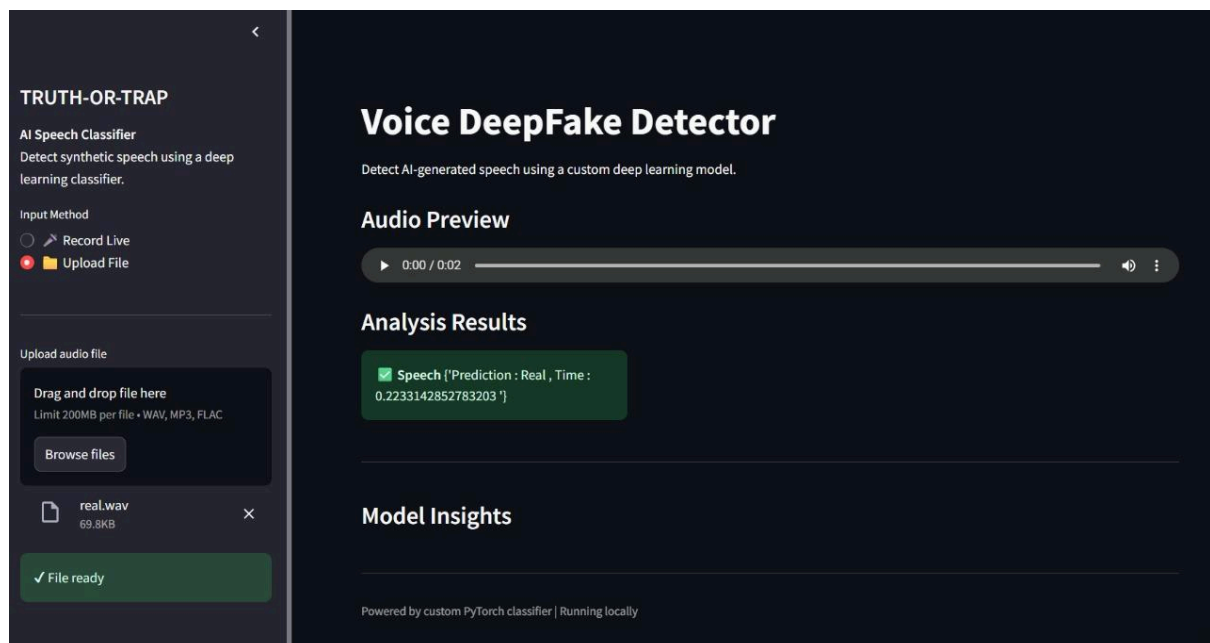 TRUTH-OR-TRAP
AI Speech Classifier
Detect synthetic speech using a deep
learning classifier.
Input Method
Record Live
Upload File
Upload audio file
Drag and drop file here
Limit 200MB per file • WAV, MP3, FLAC
Browse files
real.wav
69.8KB
✓ File ready
Voice DeepFake Detector
Detect AI-generated speech using a custom deep learning model.
Audio Preview
0:00 / 0:02
Analysis Results
✅ Speech {'Prediction : Real , Time :
0.2233142852783203 '}
Model Insights
Powered by custom PyTorch classifier | Running locally